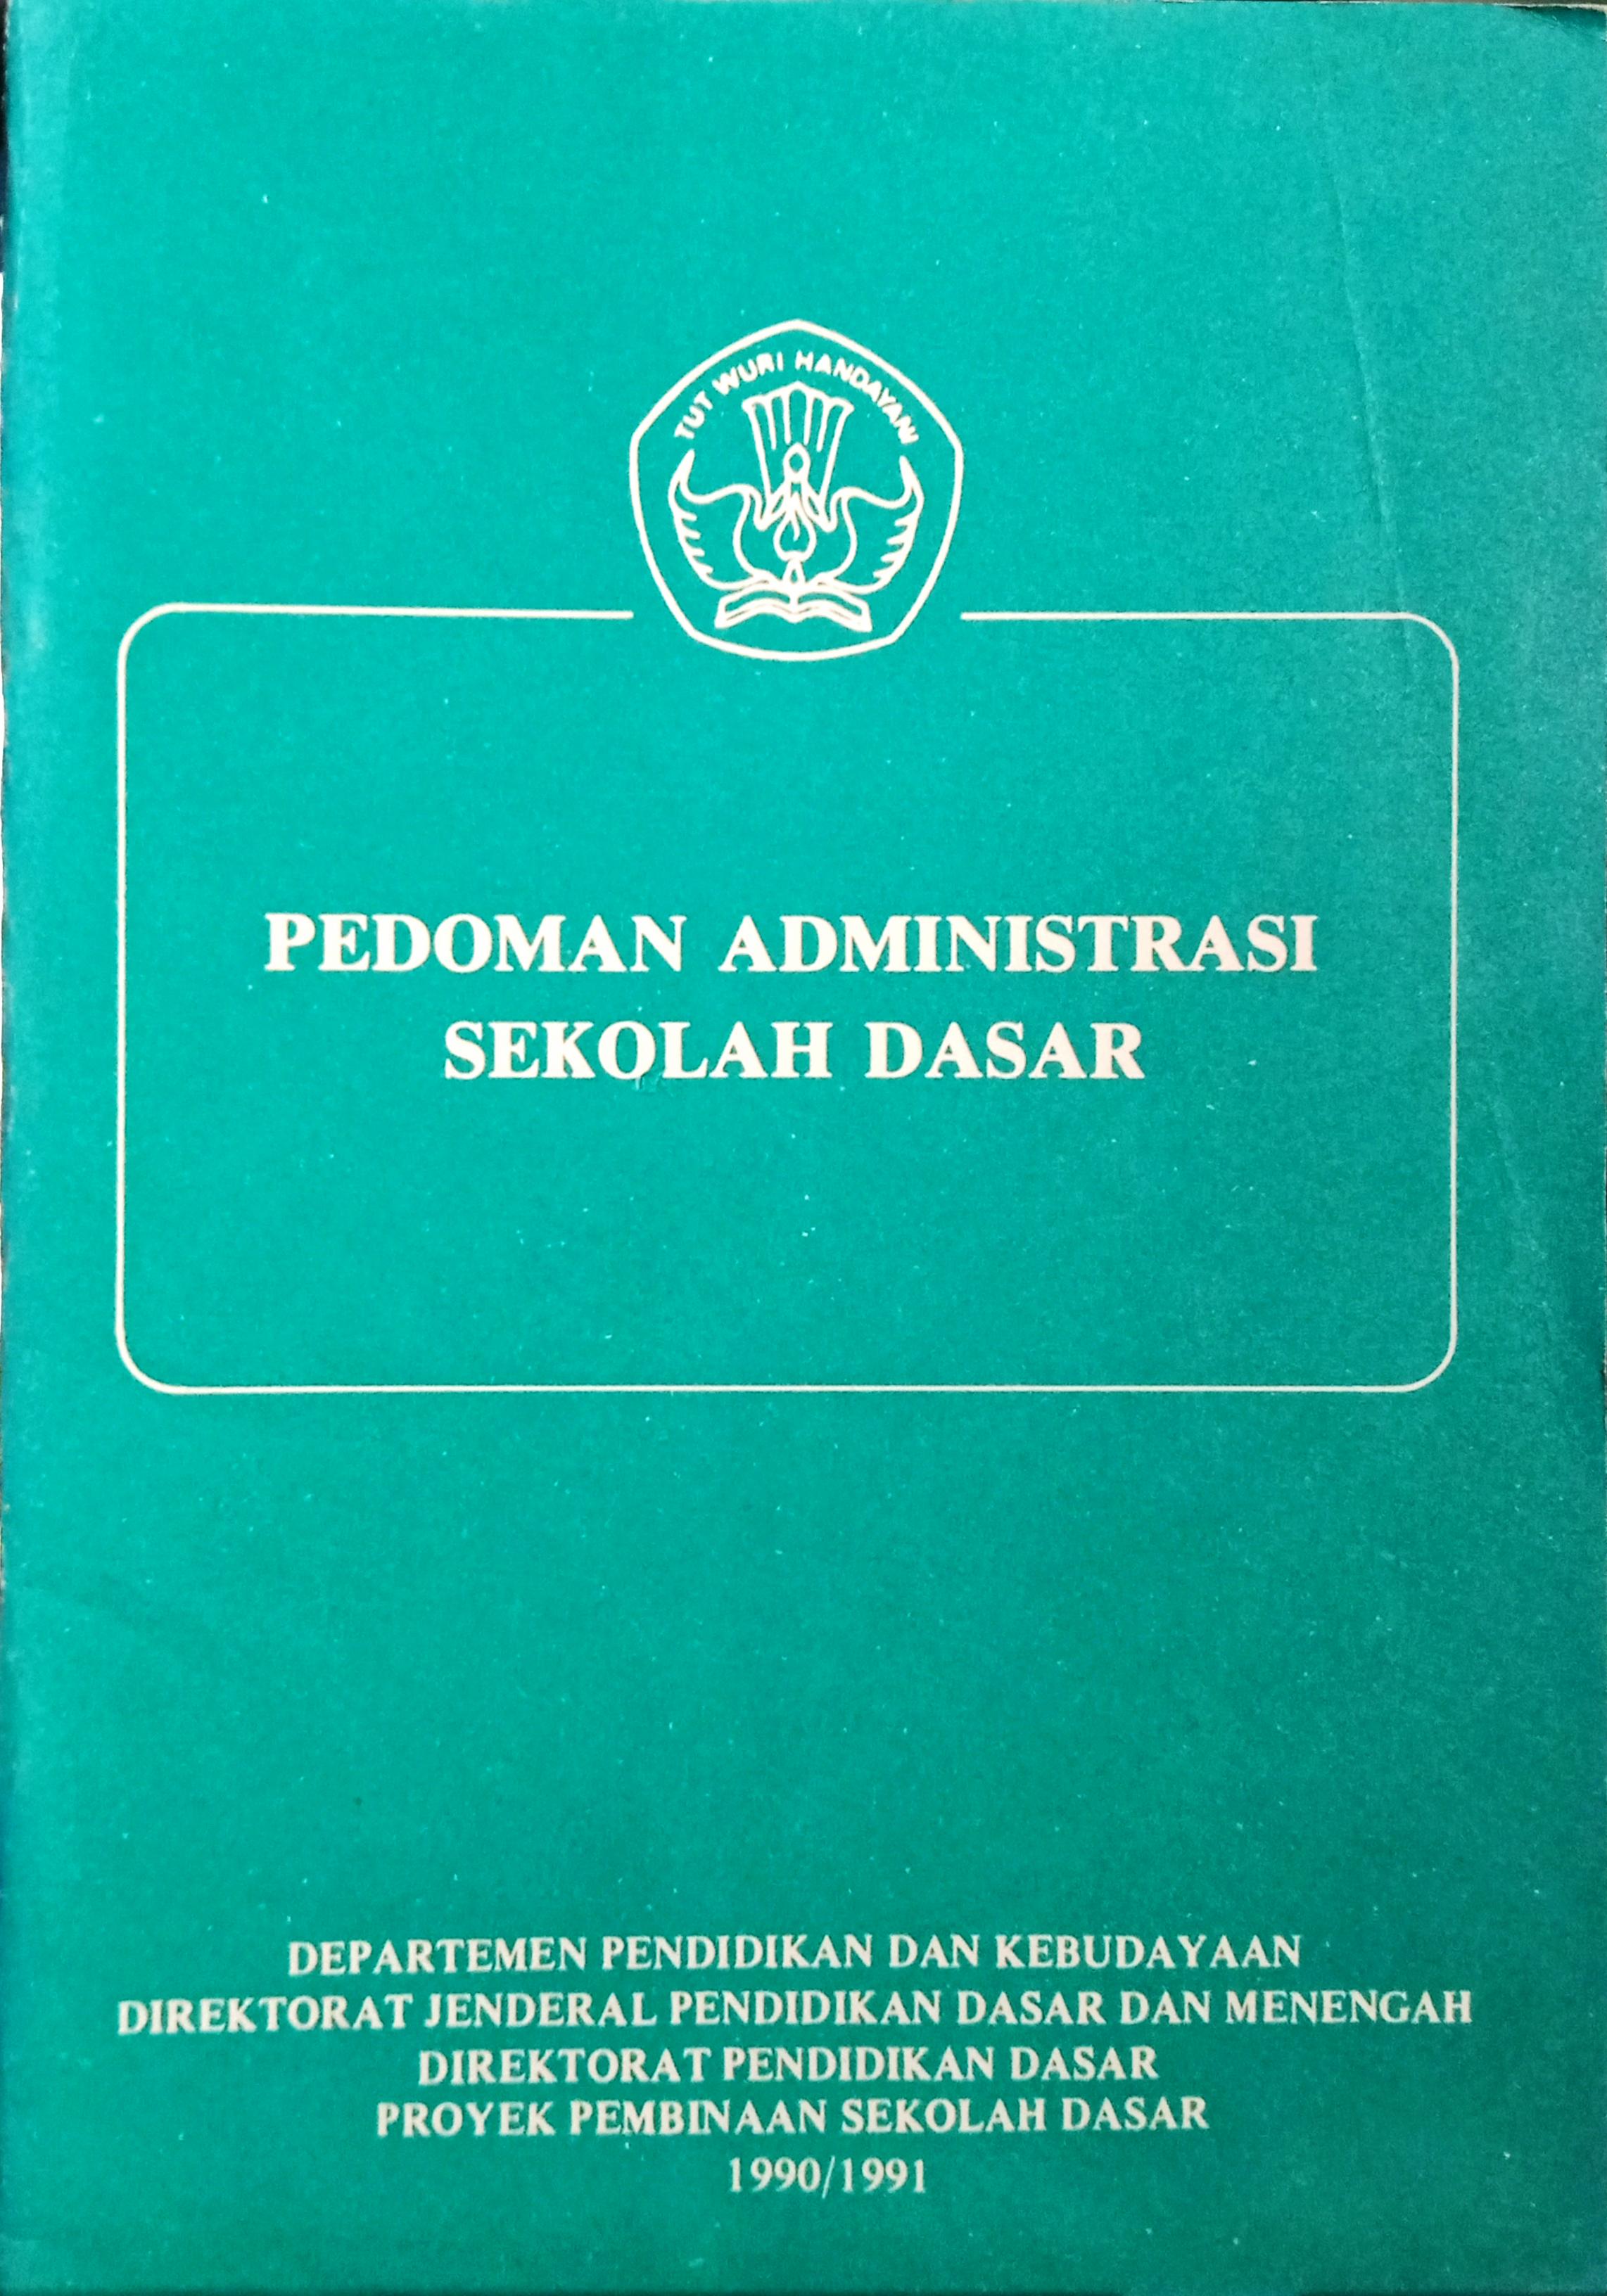 TUT WURI HANDAYANI
PEDOMAN ADMINISTRASI
SEKOLAH DASAR
DEPARTEMEN PENDIDIKAN DAN KEBUDAYAAN
DIREKTORAT JENDERAL PENDIDIKAN DASAR DAN MENENGAH
DIREKTORAT PENDIDIKAN DASAR
PROYEK PEMBINAAN SEKOLAH DASAR
1990/1991